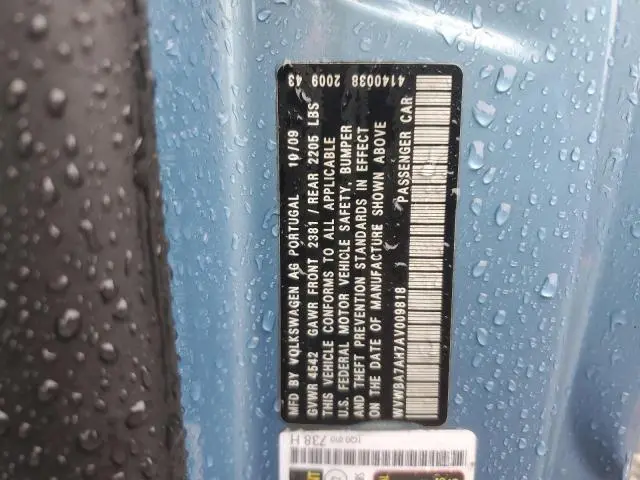 MFD BY VOLKSWAGEN AG PORTUGAL 10/09 2009 43 4140038
GVWR 4542 GAWR FRONT 2381 / REAR 2205 LBS
THIS VEHICLE CONFORMS TO ALL APPLICABLE
U.S. FEDERAL MOTOR VEHICLE SAFETY, BUMPER
AND THEFT PREVENTION STANDARDS IN EFFECT
ON THE DATE OF MANUFACTURE SHOWN ABOVE
PASSENGER CAR
WVWBA7AH7AV009818
1Q0 010 738 H